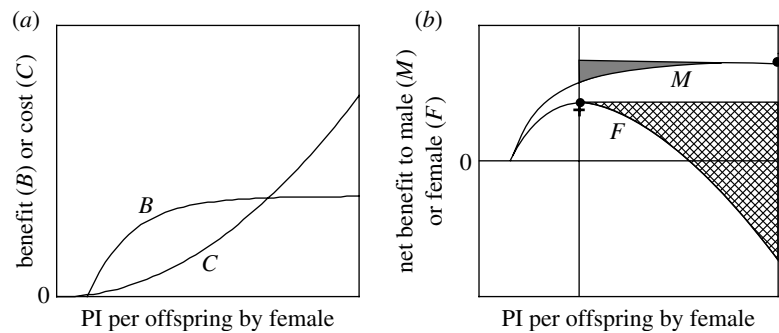 (a)
benefit (B) or cost (C)
B
C
0
PI per offspring by female
(b)
net benefit to male (M)
or female (F)
M
F
0
PI per offspring by female